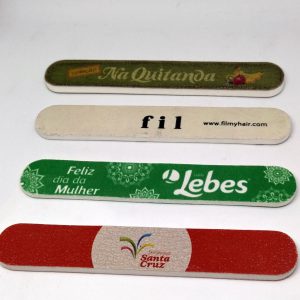 Na Quitanda
fil
www.filmyhair.com
Feliz
dia da
Mulher
Lebes
Santa
Cruz